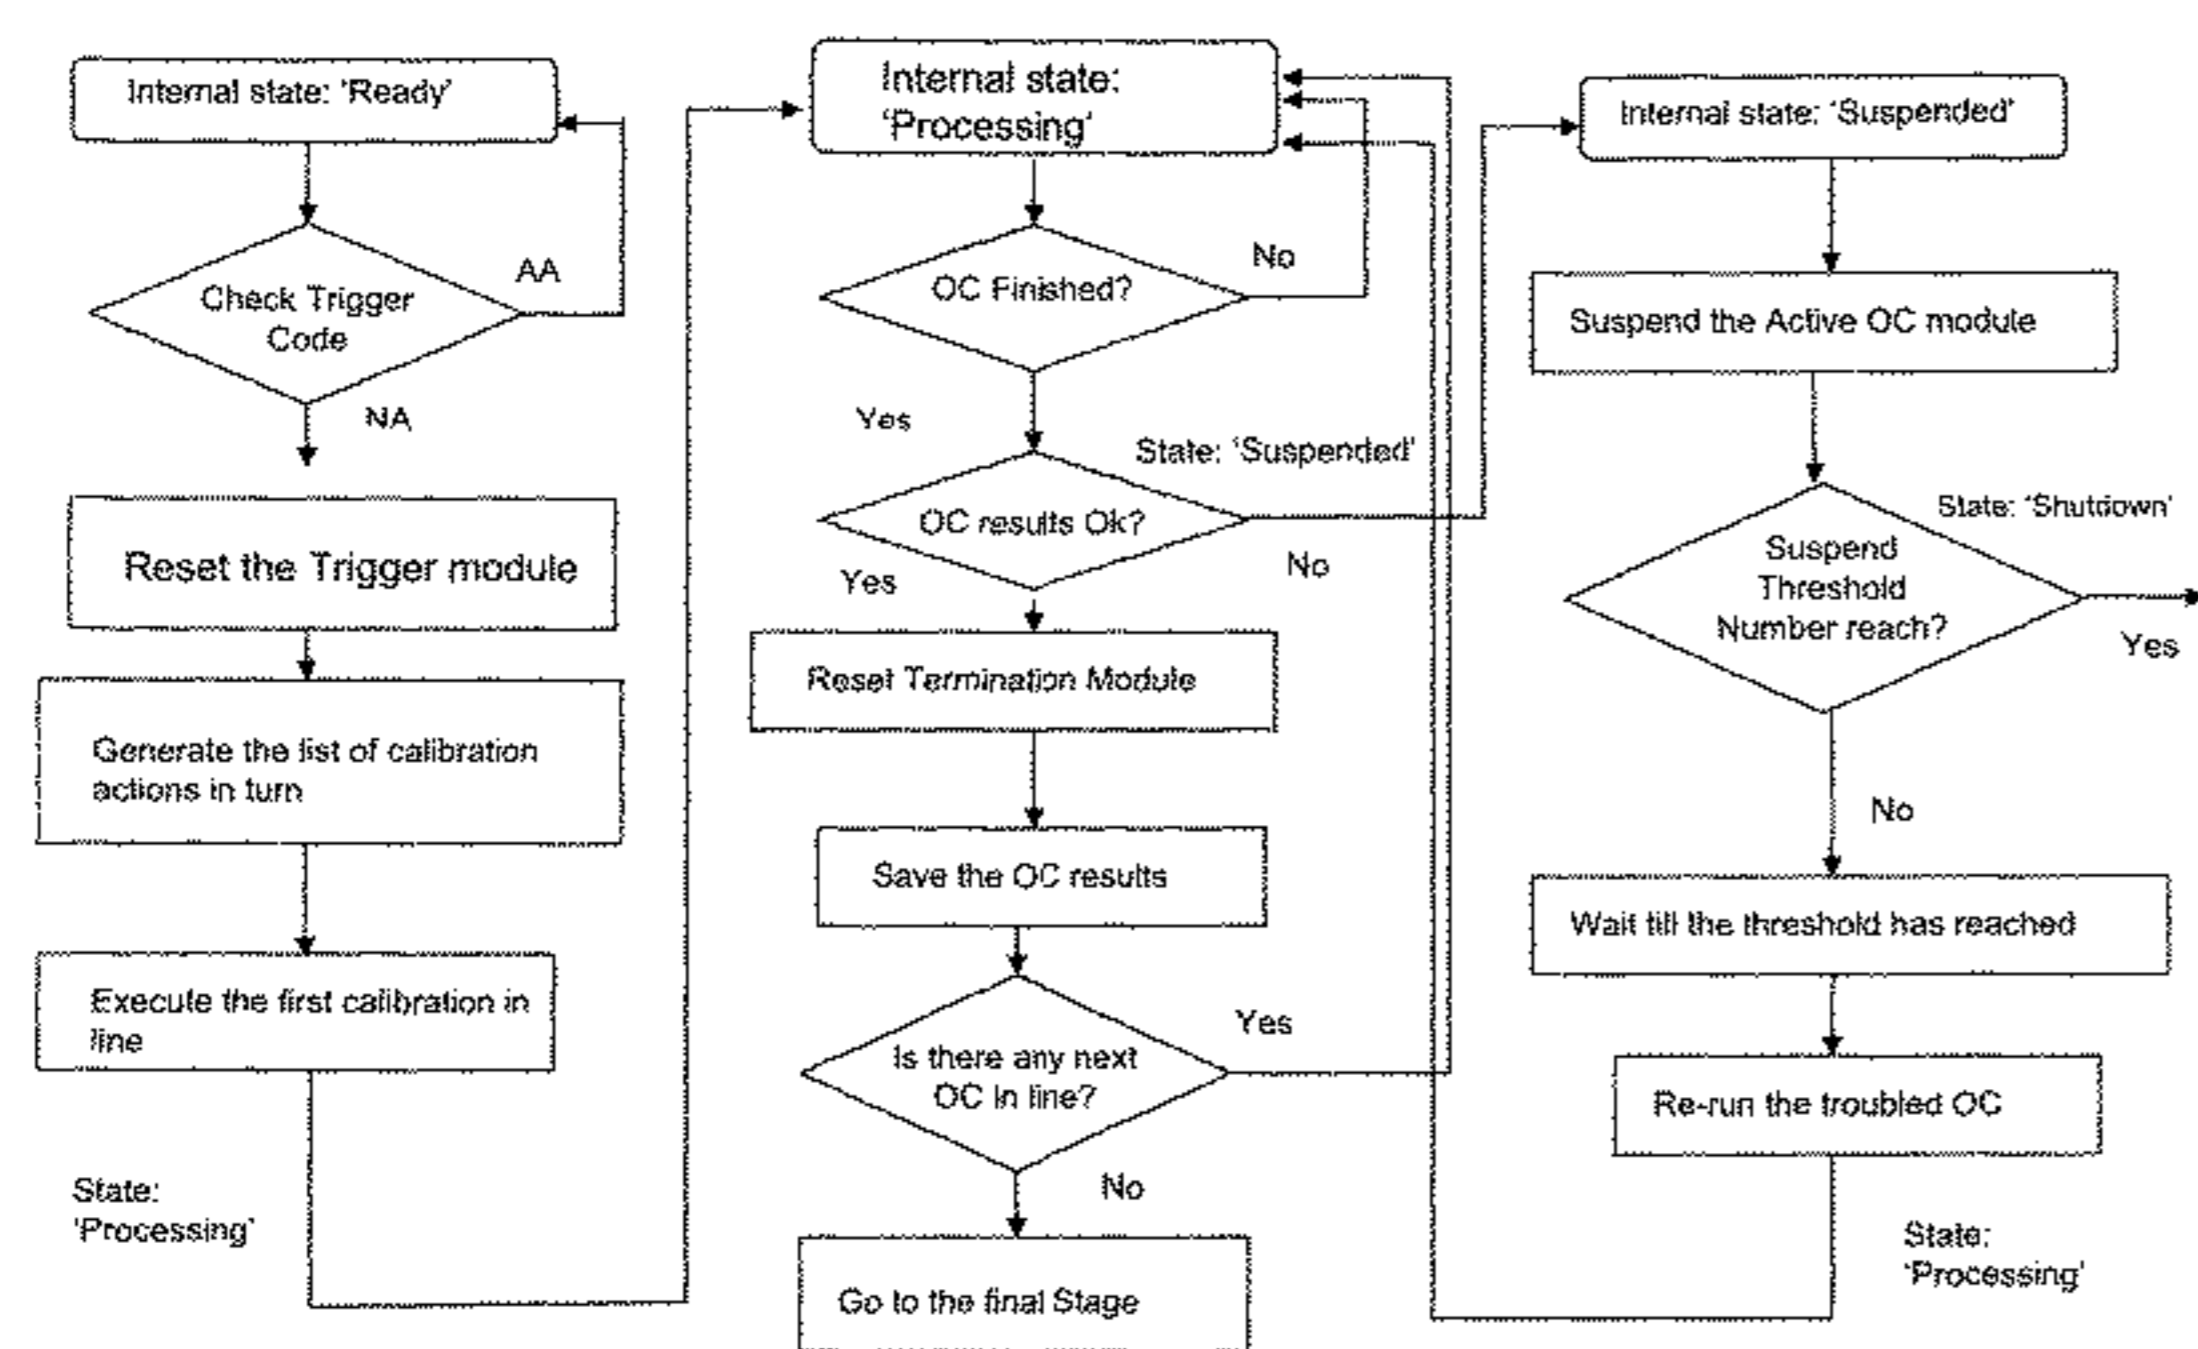 Internal state: 'Ready'
AA
Check Trigger
Code
NA
Reset the Trigger module
Generate the list of calibration
actions in turn
Execute the first calibration in
line
State:
'Processing'
Internal state:
'Processing'
No
OC Finished?
Yes
State: 'Suspended'
OC results Ok?
No
Yes
Reset Termination Module
Save the OC results
Yes
Is there any next
OC in line?
No
Go to the final Stage
Internal state: 'Suspended'
Suspend the Active OC module
State: 'Shutdown'
Suspend
Threshold
Number reach?
Yes
No
Wait till the threshold has reached
Re-run the troubled OC
State:
'Processing'